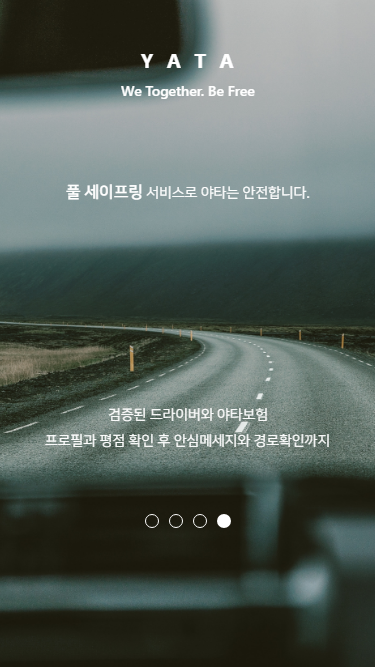 YATA
We Together. Be Free
풀 세이프링 서비스로 야타는 안전합니다.
검증된 드라이버와 야타보험
프로필과 평점 확인 후 안심메세지와 경로확인까지